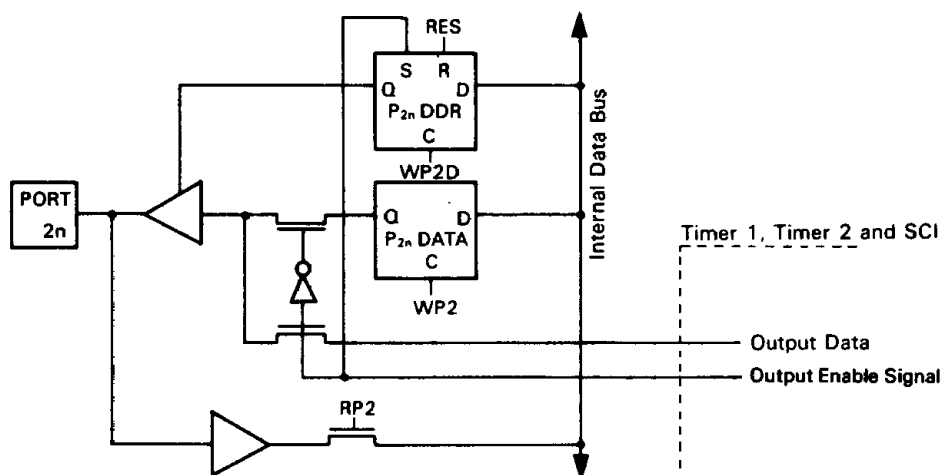 RES
S R
Q D
P2n DDR
C
WP2D
PORT
2n
Q D
P2n DATA
C
WP2
Internal Data Bus
Timer 1, Timer 2 and SCI
Output Data
Output Enable Signal
RP2